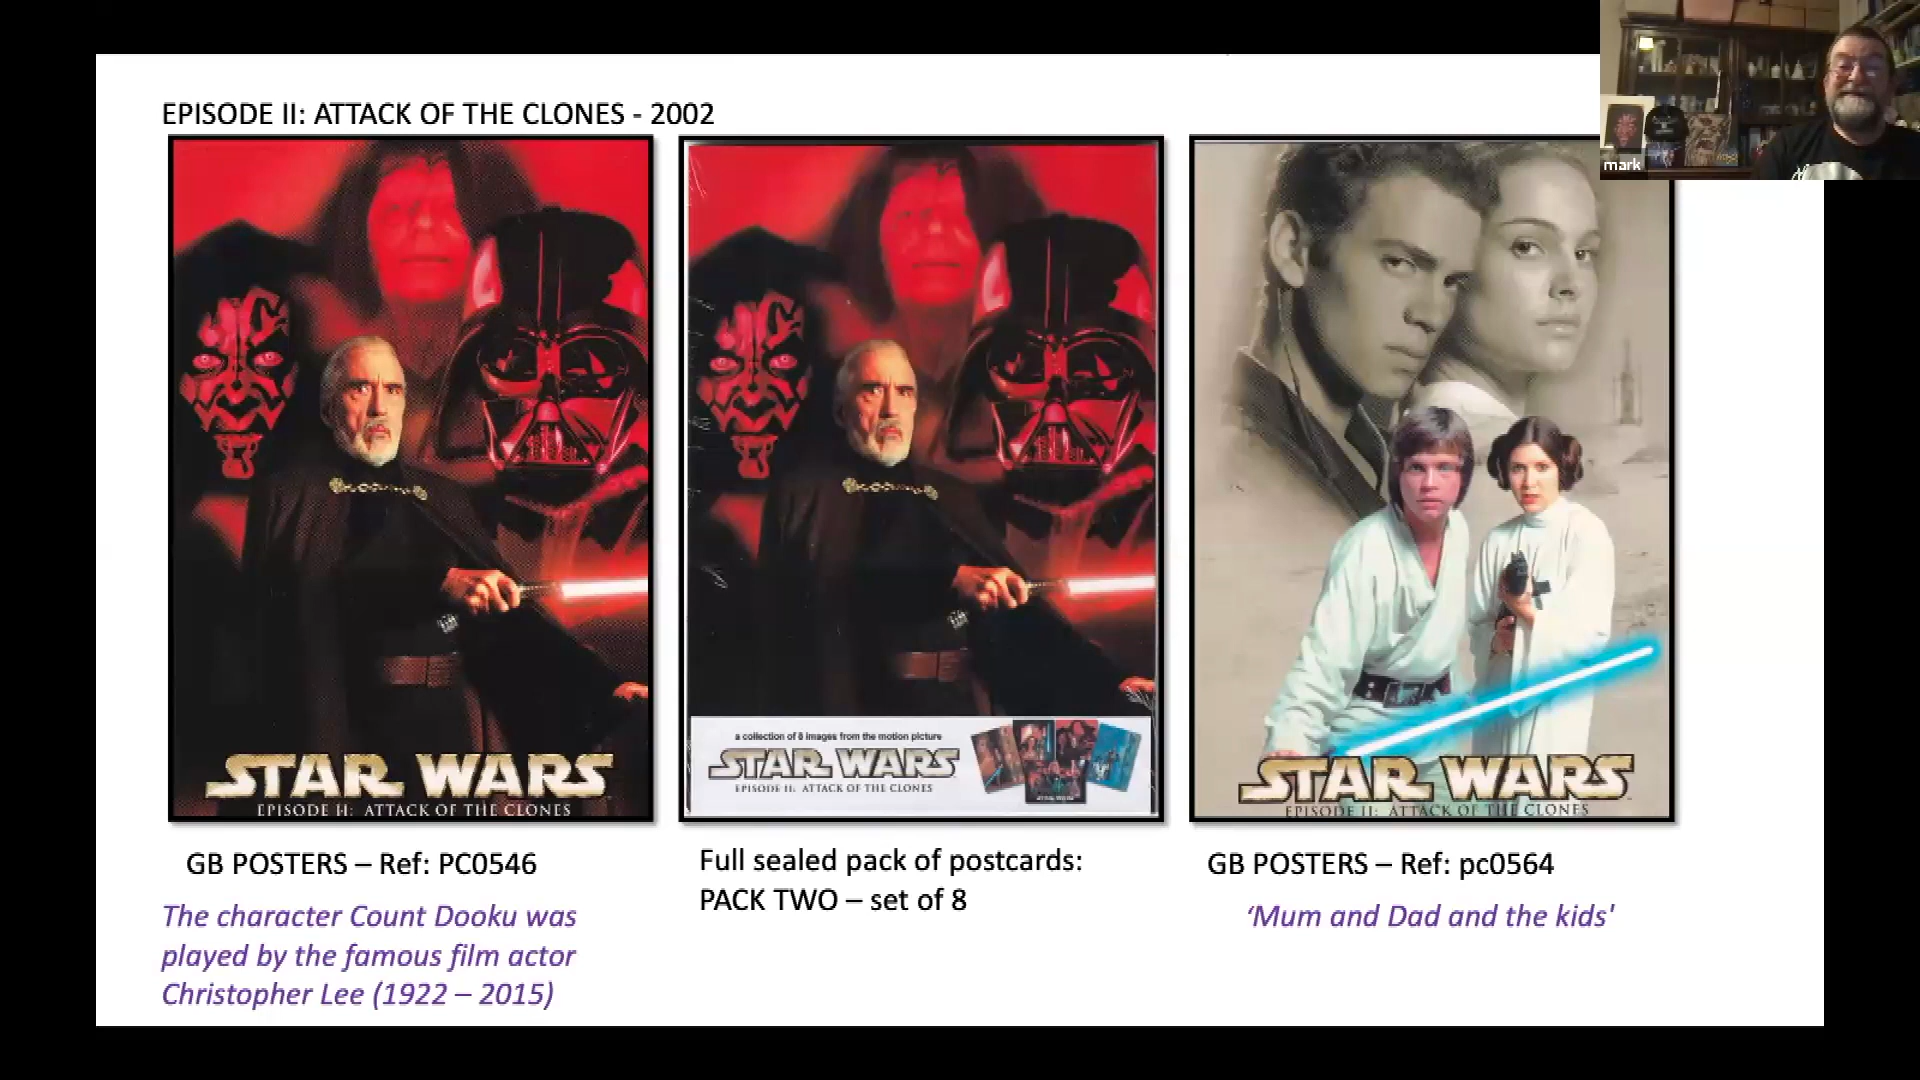 mark
EPISODE II: ATTACK OF THE CLONES - 2002
STAR WARS
EPISODE II: ATTACK OF THE CLONES
a collection of 8 images from the motion picture
STAR WARS
EPISODE II: ATTACK OF THE CLONES
STAR WARS
EPISODE II: ATTACK OF THE CLONES
GB POSTERS – Ref: PC0546
The character Count Dooku was
played by the famous film actor
Christopher Lee (1922 – 2015)
Full sealed pack of postcards:
PACK TWO – set of 8
GB POSTERS – Ref: pc0564
‘Mum and Dad and the kids'